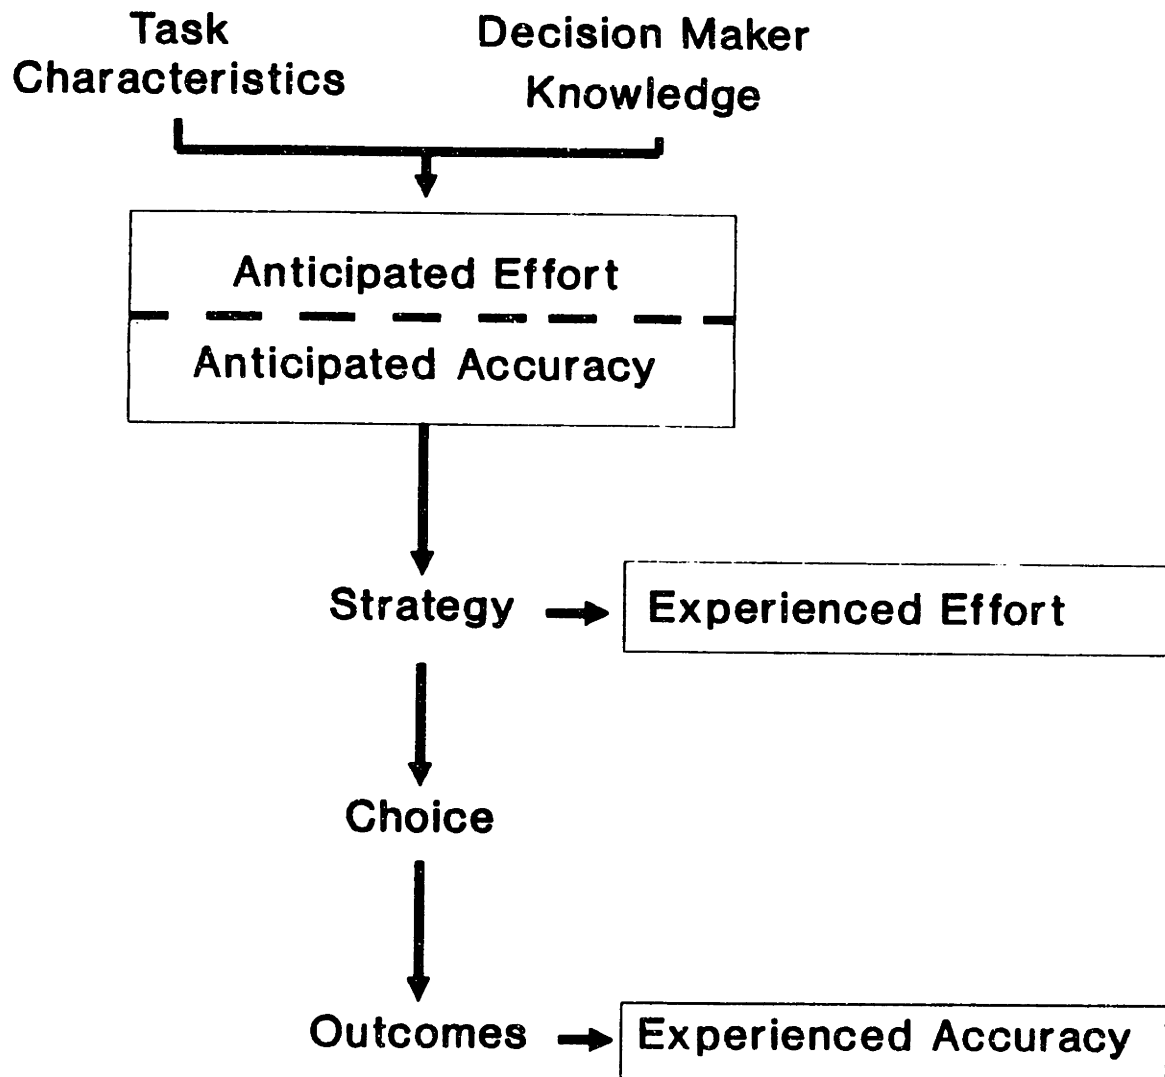 Task
Characteristics
Decision Maker
Knowledge
Anticipated Effort
Anticipated Accuracy
Strategy
Experienced Effort
Choice
Outcomes
Experienced Accuracy